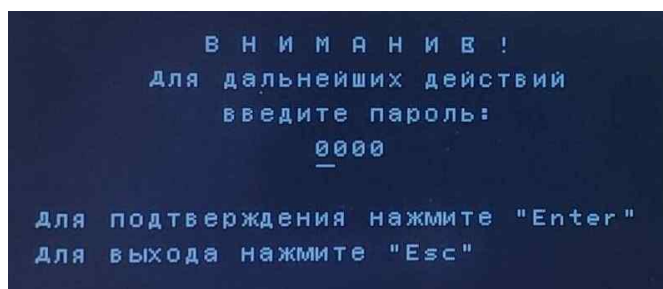 В Н И М А Н И Е !
Для дальнейших действий
введите пароль:
0000
Для подтверждения нажмите "Enter"
Для выхода нажмите "Esc"